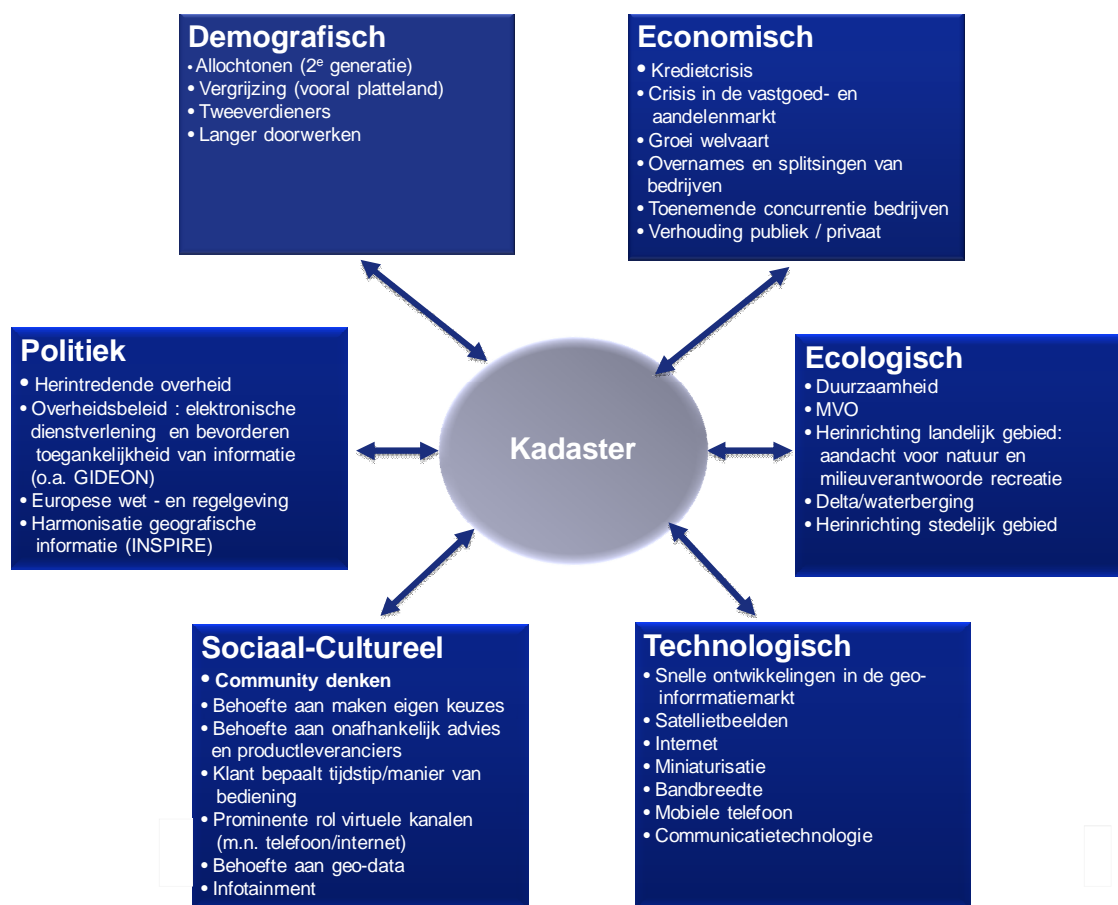 Demografisch
• Allochtonen (2e generatie)
• Vergrijzing (vooral platteland)
• Tweeverdieners
• Langer doorwerken
Economisch
• Kredietcrisis
• Crisis in de vastgoed- en
aandelenmarkt
• Groei welvaart
• Overnames en splitsingen van
bedrijven
• Toenemende concurrentie bedrijven
• Verhouding publiek / privaat
Politiek
• Herintredende overheid
• Overheidsbeleid : elektronische
dienstverlening en bevorderen
toegankelijkheid van informatie
(o.a. GIDEON)
• Europese wet - en regelgeving
• Harmonisatie geografische
informatie (INSPIRE)
Kadaster
Ecologisch
• Duurzaamheid
• MVO
• Herinrichting landelijk gebied:
aandacht voor natuur en
milieuverantwoorde recreatie
• Delta/waterberging
• Herinrichting stedelijk gebied
Sociaal-Cultureel
• Community denken
• Behoefte aan maken eigen keuzes
• Behoefte aan onafhankelijk advies
en productleveranciers
• Klant bepaalt tijdstip/manier van
bediening
• Prominente rol virtuele kanalen
(m.n. telefoon/internet)
• Behoefte aan geo-data
• Infotainment
Technologisch
• Snelle ontwikkelingen in de geo-
inforrmatiemarkt
• Satellietbeelden
• Internet
• Miniaturisatie
• Bandbreedte
• Mobiele telefoon
• Communicatietechnologie